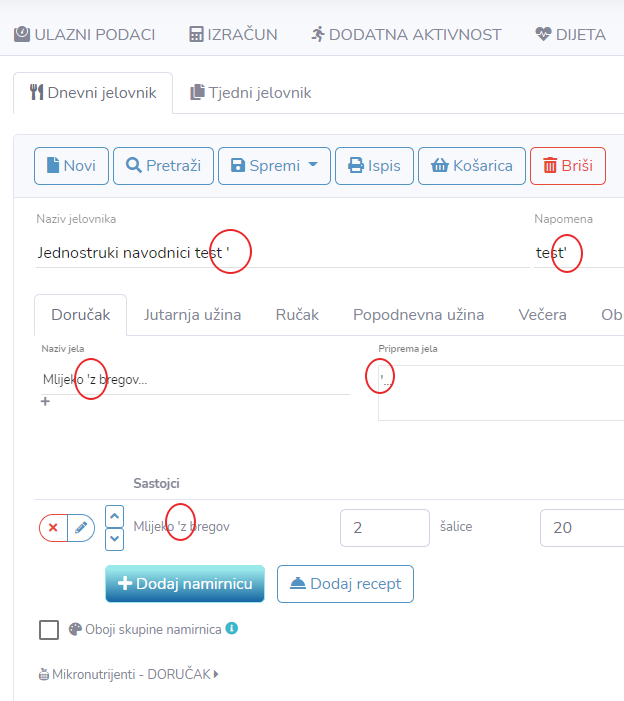 ULAZNI PODACI IZRAČUN DODATNA AKTIVNOST DIJETA
Dnevni jelovnik Tjedni jelovnik
Novi Pretraži Spremi Ispis Košarica Briši
Naziv jelovnika Napomena
Jednostruki navodnici test ' test'
Doručak Jutarnja užina Ručak Popodnevna užina Večera Ob
Naziv jela Priprema jela
Mlijeko 'z bregov... '...
+
Sastojci
Mlijeko 'z bregov 2 šalice 20
Dodaj namirnicu Dodaj recept
Oboji skupine namirnica
Mikronutrijenti - DORUČAK